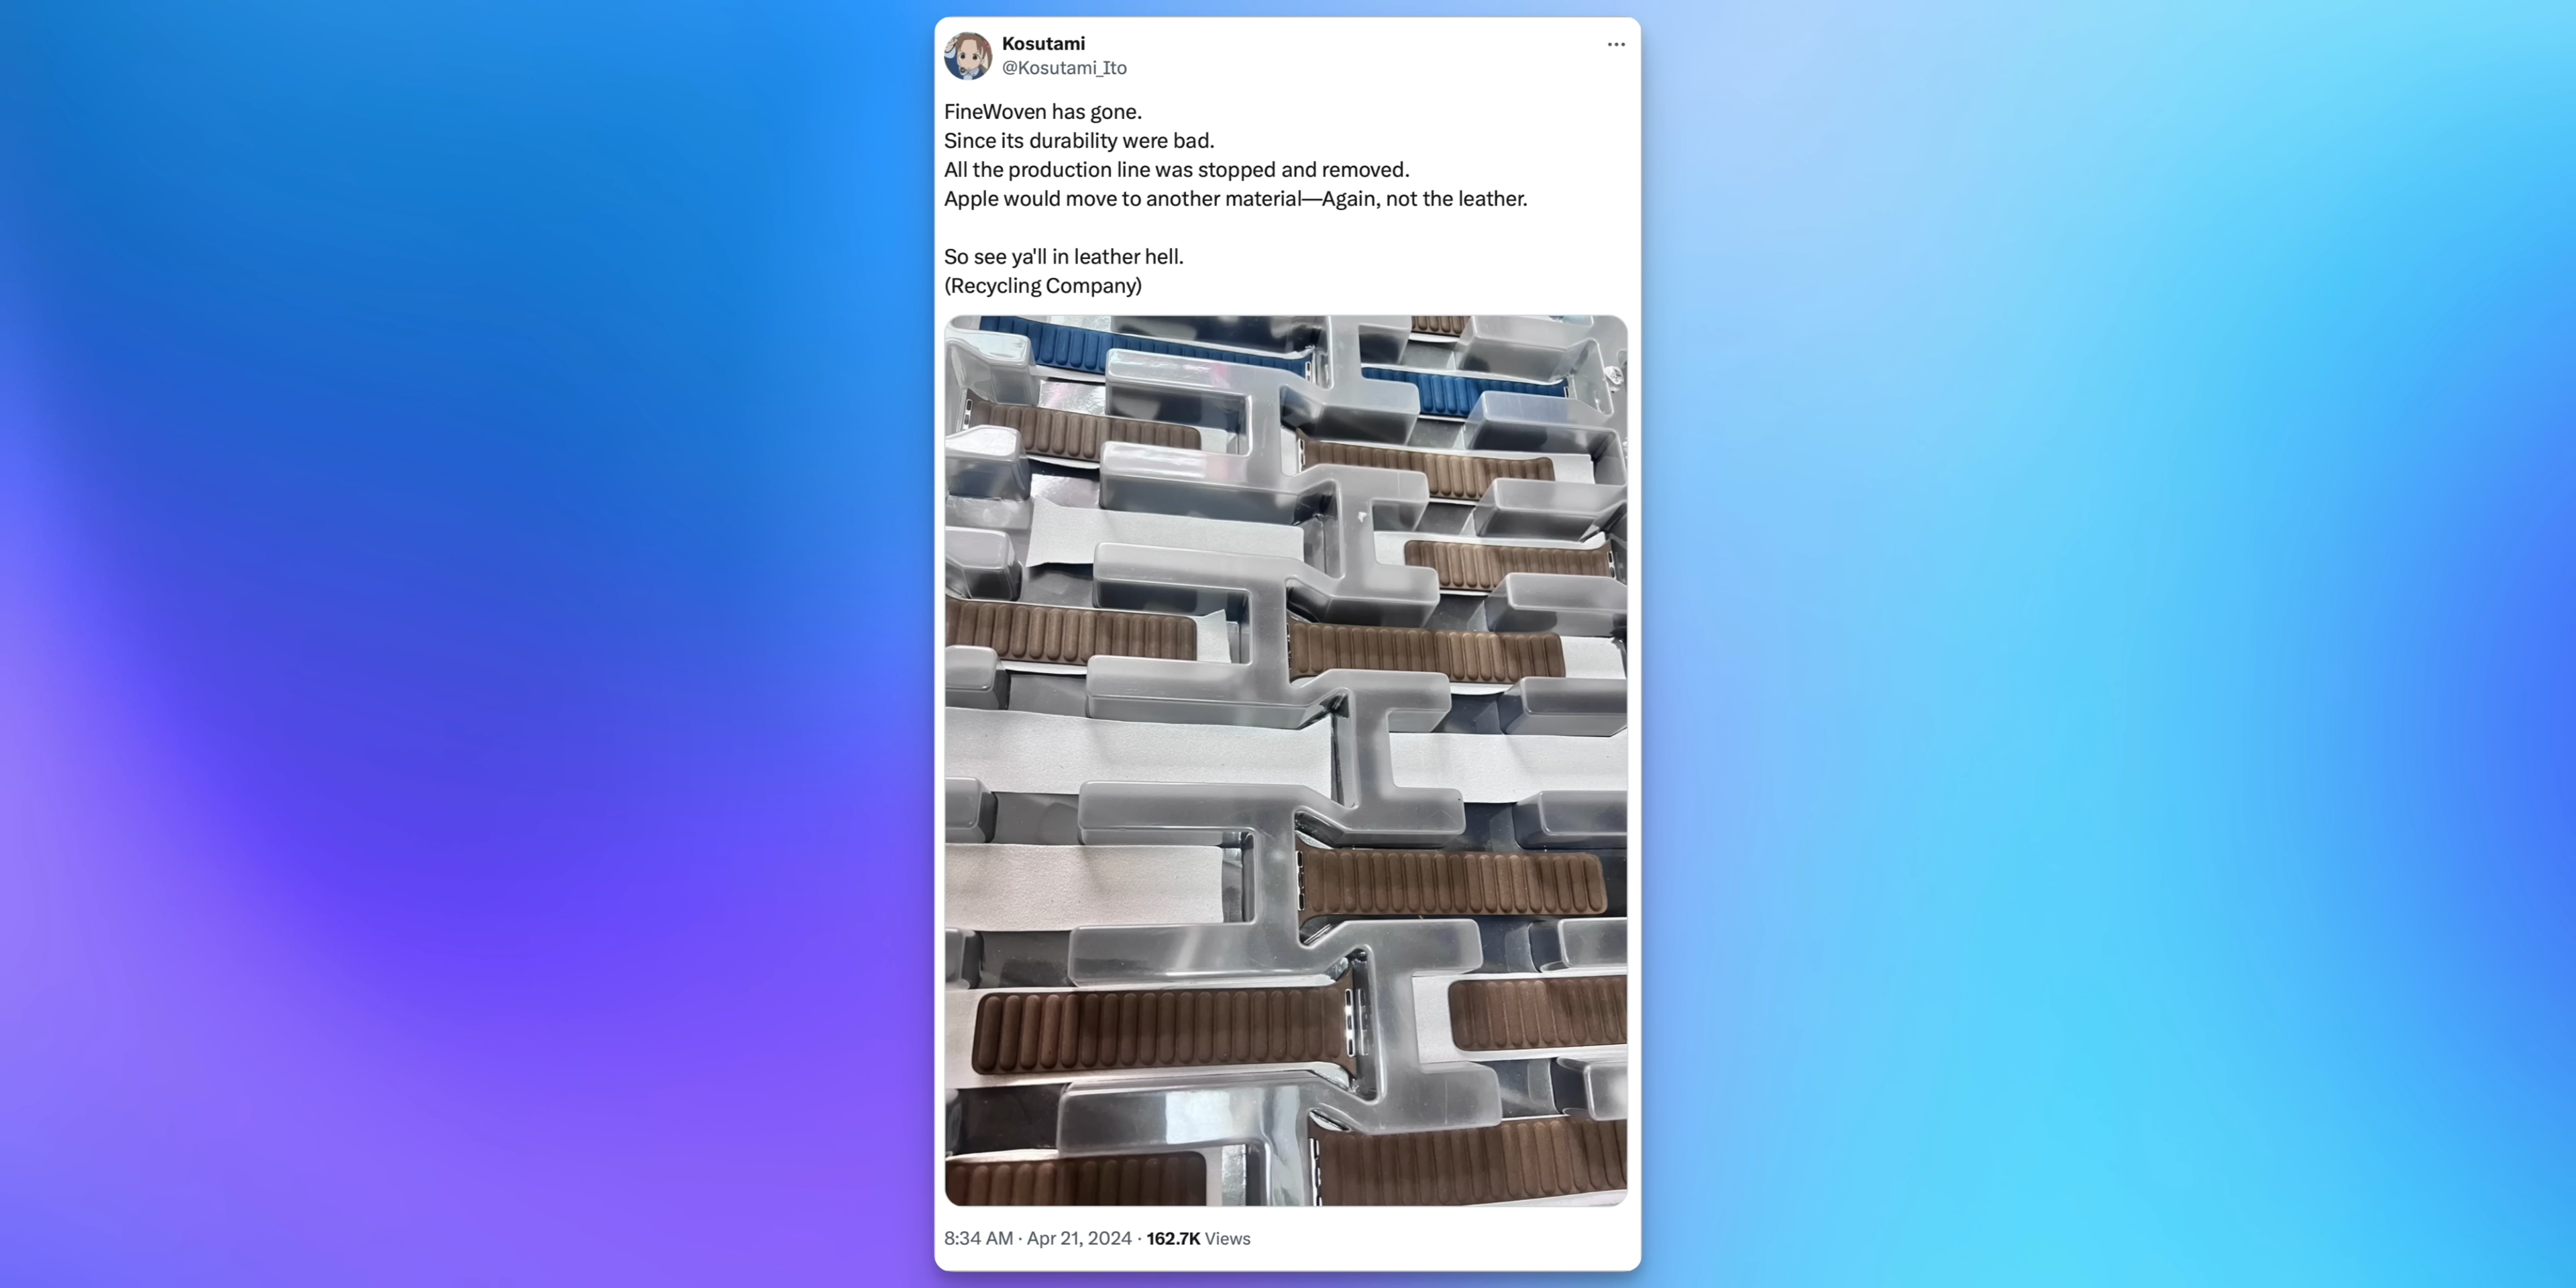 Kosutami
@Kosutami_Ito
FineWoven has gone.
Since its durability were bad.
All the production line was stopped and removed.
Apple would move to another material—Again, not the leather.
So see ya'll in leather hell.
(Recycling Company)
8:34 AM · Apr 21, 2024 · 162.7K Views